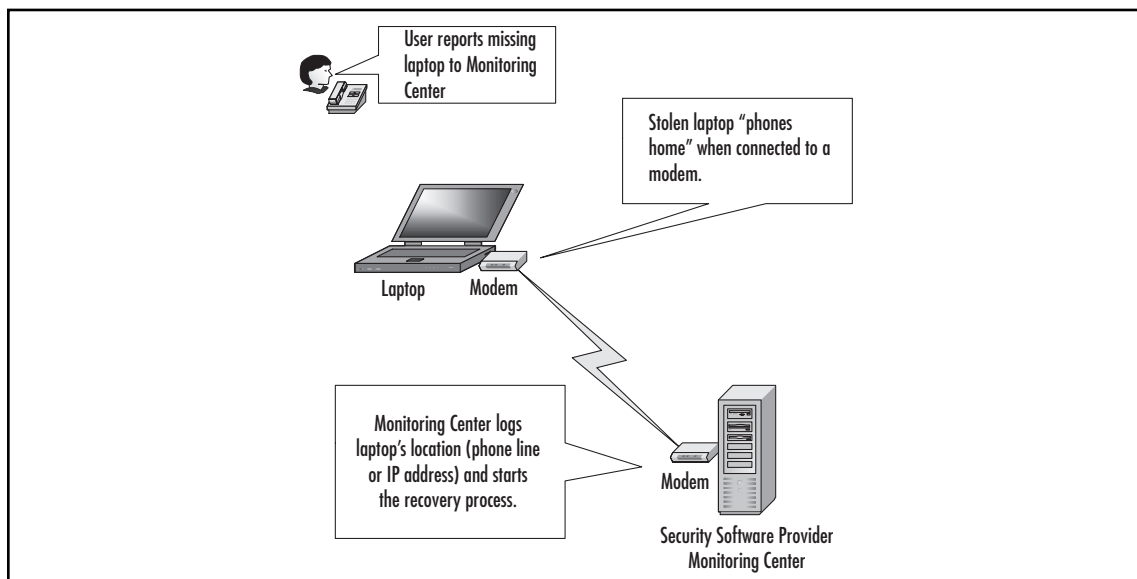 User reports missing
laptop to Monitoring
Center
Stolen laptop “phones
home” when connected to a
modem.
Laptop
Modem
Monitoring Center logs
laptop’s location (phone line
or IP address) and starts
the recovery process.
Modem
Security Software Provider
Monitoring Center